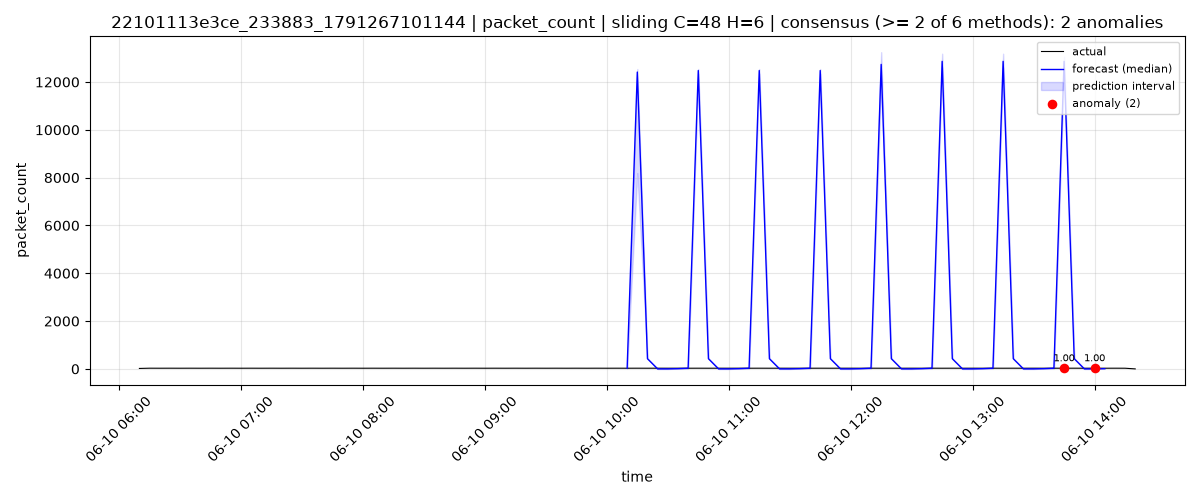 22101113e3ce_233883_1791267101144 | packet_count | sliding C=48 H=6 | consensus (>= 2 of 6 methods): 2 anomalies
actual
forecast (median)
prediction interval
anomaly (2)
packet_count
12000
10000
8000
6000
4000
2000
0
1.00
1.00
06-10 06:00
06-10 07:00
06-10 08:00
06-10 09:00
06-10 10:00
06-10 11:00
06-10 12:00
06-10 13:00
06-10 14:00
time